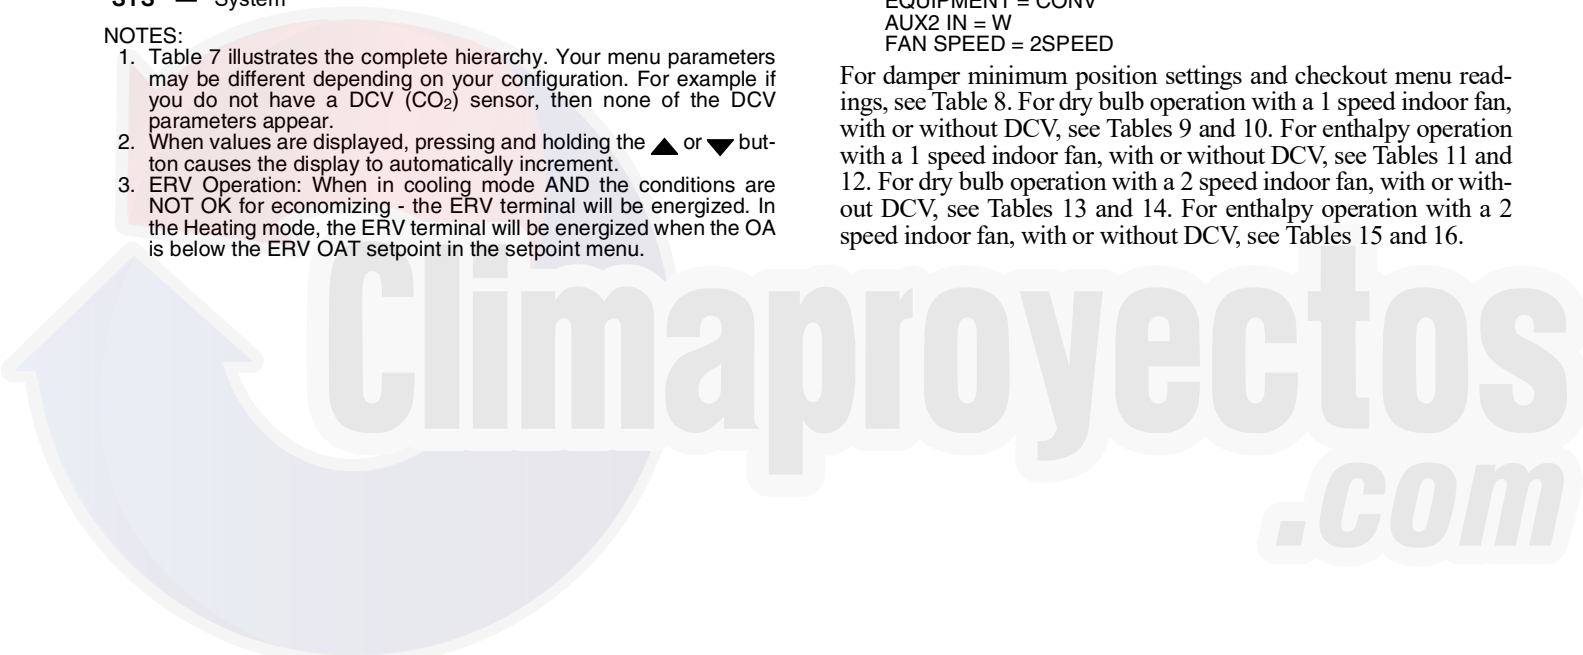 SYS — System
NOTES:
1. Table 7 illustrates the complete hierarchy. Your menu parameters
may be different depending on your configuration. For example if
you do not have a DCV (CO₂) sensor, then none of the DCV
parameters appear.
2. When values are displayed, pressing and holding the ▲ or ▼ but-
ton causes the display to automatically increment.
3. ERV Operation: When in cooling mode AND the conditions are
NOT OK for economizing - the ERV terminal will be energized. In
the Heating mode, the ERV terminal will be energized when the OA
is below the ERV OAT setpoint in the setpoint menu.
EQUIPMENT = CONV
AUX2 IN = W
FAN SPEED = 2SPEED
For damper minimum position settings and checkout menu read-
ings, see Table 8. For dry bulb operation with a 1 speed indoor fan,
with or without DCV, see Tables 9 and 10. For enthalpy operation
with a 1 speed indoor fan, with or without DCV, see Tables 11 and
12. For dry bulb operation with a 2 speed indoor fan, with or with-
out DCV, see Tables 13 and 14. For enthalpy operation with a 2
speed indoor fan, with or without DCV, see Tables 15 and 16.
Climaproyectos
.com